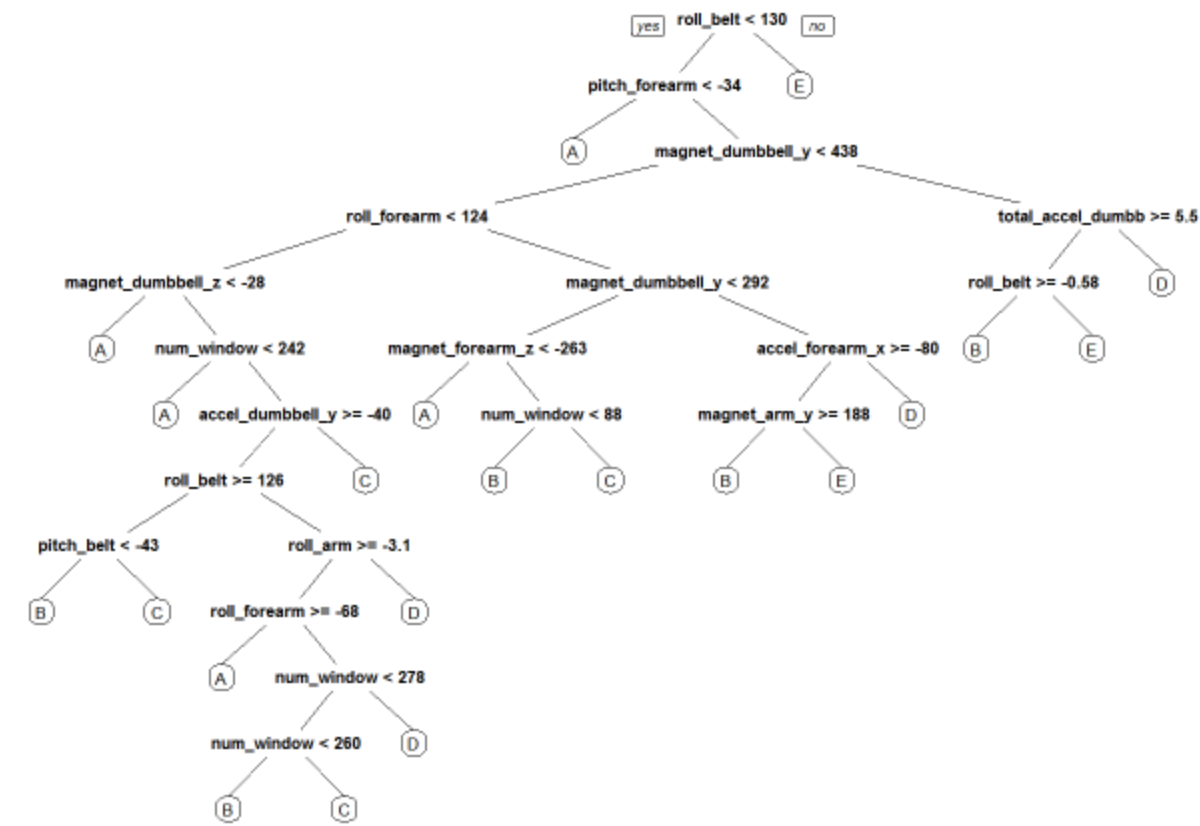 yes roll_belt < 130 no
pitch_forearm < -34 E
A magnet_dumbbell_y < 438
roll_forearm < 124 total_accel_dumbb >= 5.5
magnet_dumbbell_z < -28 magnet_dumbbell_y < 292 roll_belt >= -0.58 D
A num_window < 242 magnet_forearm_z < -263 accel_forearm_x >= -80 B E
A accel_dumbbell_y >= -40 A num_window < 88 magnet_arm_y >= 188 D
roll_belt >= 126 C B C B E
pitch_belt < -43 roll_arm >= -3.1
B C roll_forearm >= -68 D
A num_window < 278
num_window < 260 D
B C